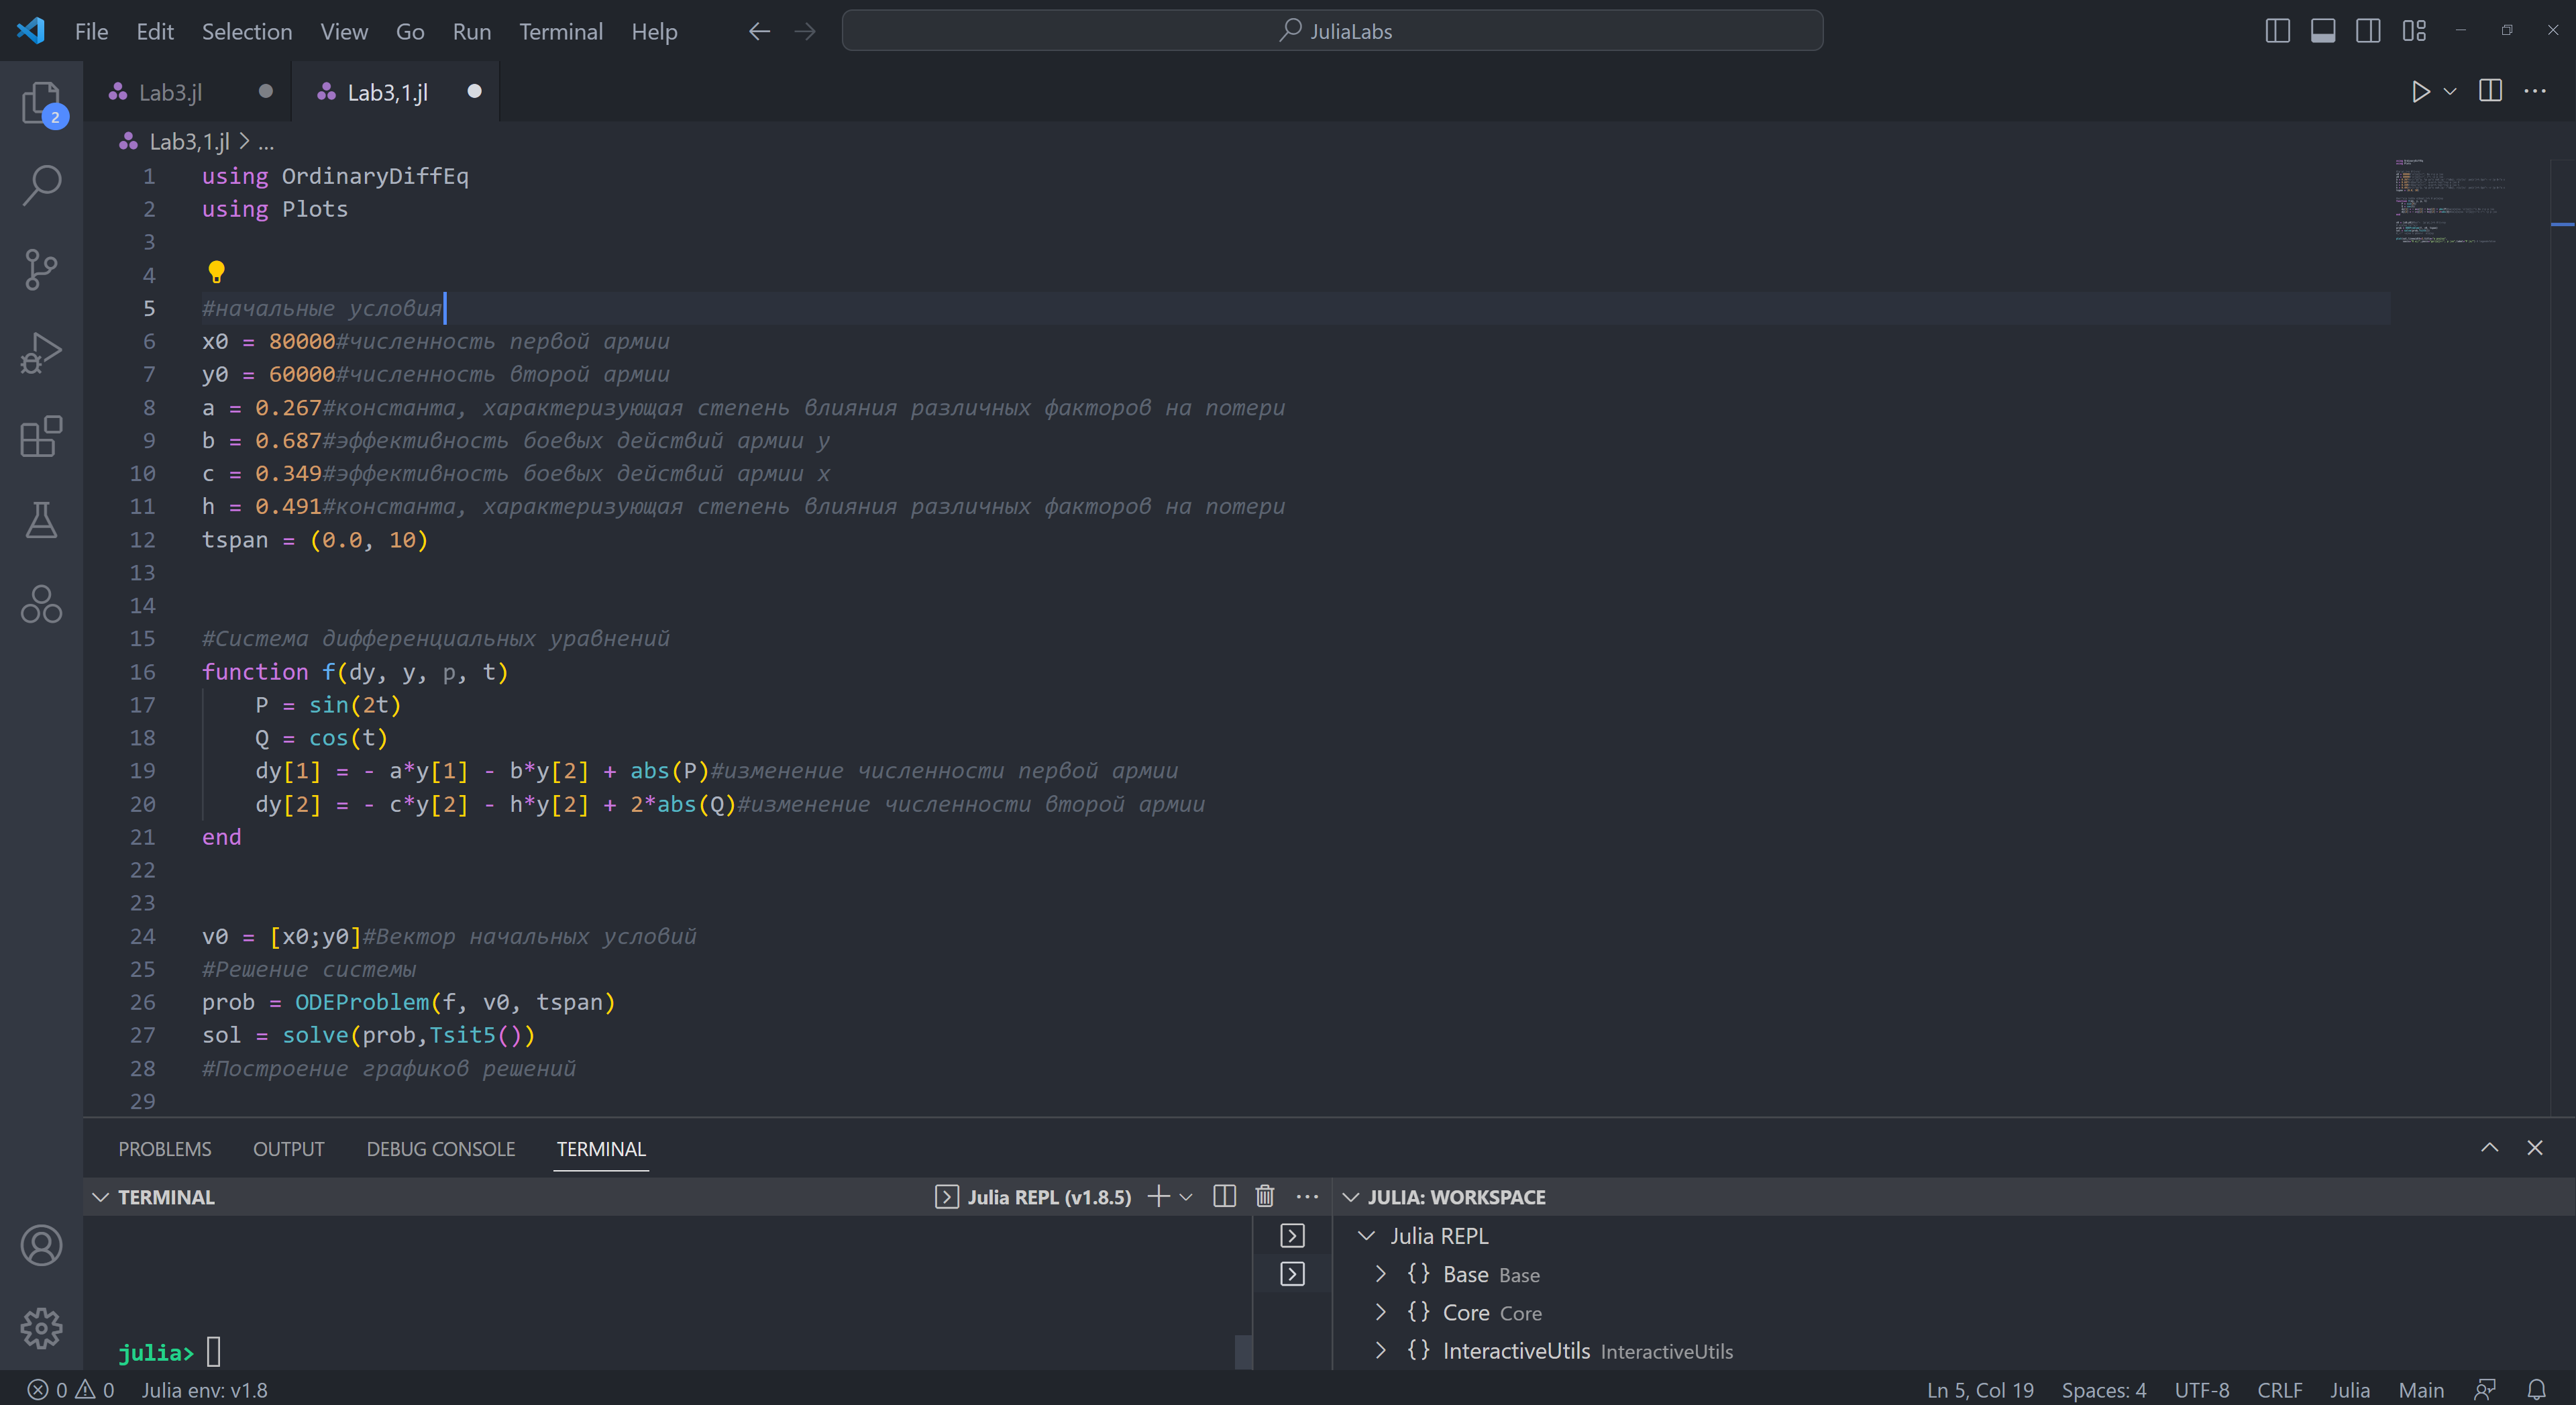 File Edit Selection View Go Run Terminal Help JuliaLabs
2
Lab3.jl Lab3,1.jl
Lab3,1.jl > ...
1 using OrdinaryDiffEq
2 using Plots
3
4
5 #начальные условия
6 x0 = 80000#численность первой армии
7 y0 = 60000#численность второй армии
8 a = 0.267#константа, характеризующая степень влияния различных факторов на потери
9 b = 0.687#эффективность боевых действий армии у
10 c = 0.349#эффективность боевых действий армии х
11 h = 0.491#константа, характеризующая степень влияния различных факторов на потери
12 tspan = (0.0, 10)
13
14
15 #Система дифференциальных уравнений
16 function f(dy, y, p, t)
17 P = sin(2t)
18 Q = cos(t)
19 dy[1] = - a*y[1] - b*y[2] + abs(P)#изменение численности первой армии
20 dy[2] = - c*y[2] - h*y[2] + 2*abs(Q)#изменение численности второй армии
21 end
22
23
24 v0 = [x0;y0]#Вектор начальных условий
25 #Решение системы
26 prob = ODEProblem(f, v0, tspan)
27 sol = solve(prob,Tsit5())
28 #Построение графиков решений
29
PROBLEMS OUTPUT DEBUG CONSOLE TERMINAL
TERMINAL Julia REPL (v1.8.5)
julia>
JULIA: WORKSPACE
Julia REPL
{} Base Base
{} Core Core
{} InteractiveUtils InteractiveUtils
0 0 Julia env: v1.8 Ln 5, Col 19 Spaces: 4 UTF-8 CRLF Julia Main